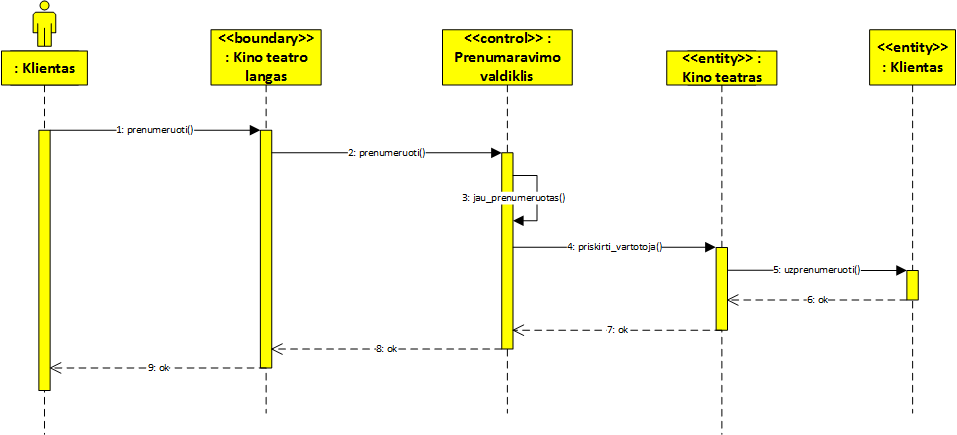 : Klientas
<<boundary>>
: Kino teatro
langas
<<control>> :
Prenumaravimo
valdiklis
<<entity>> :
Kino teatras
<<entity>>
: Klientas
1: prenumeruoti()
2: prenumeruoti()
3: jau_prenumeruotas()
4: priskirti_vartotoja()
5: uzprenumeruoti()
6: ok
7: ok
8: ok
9: ok